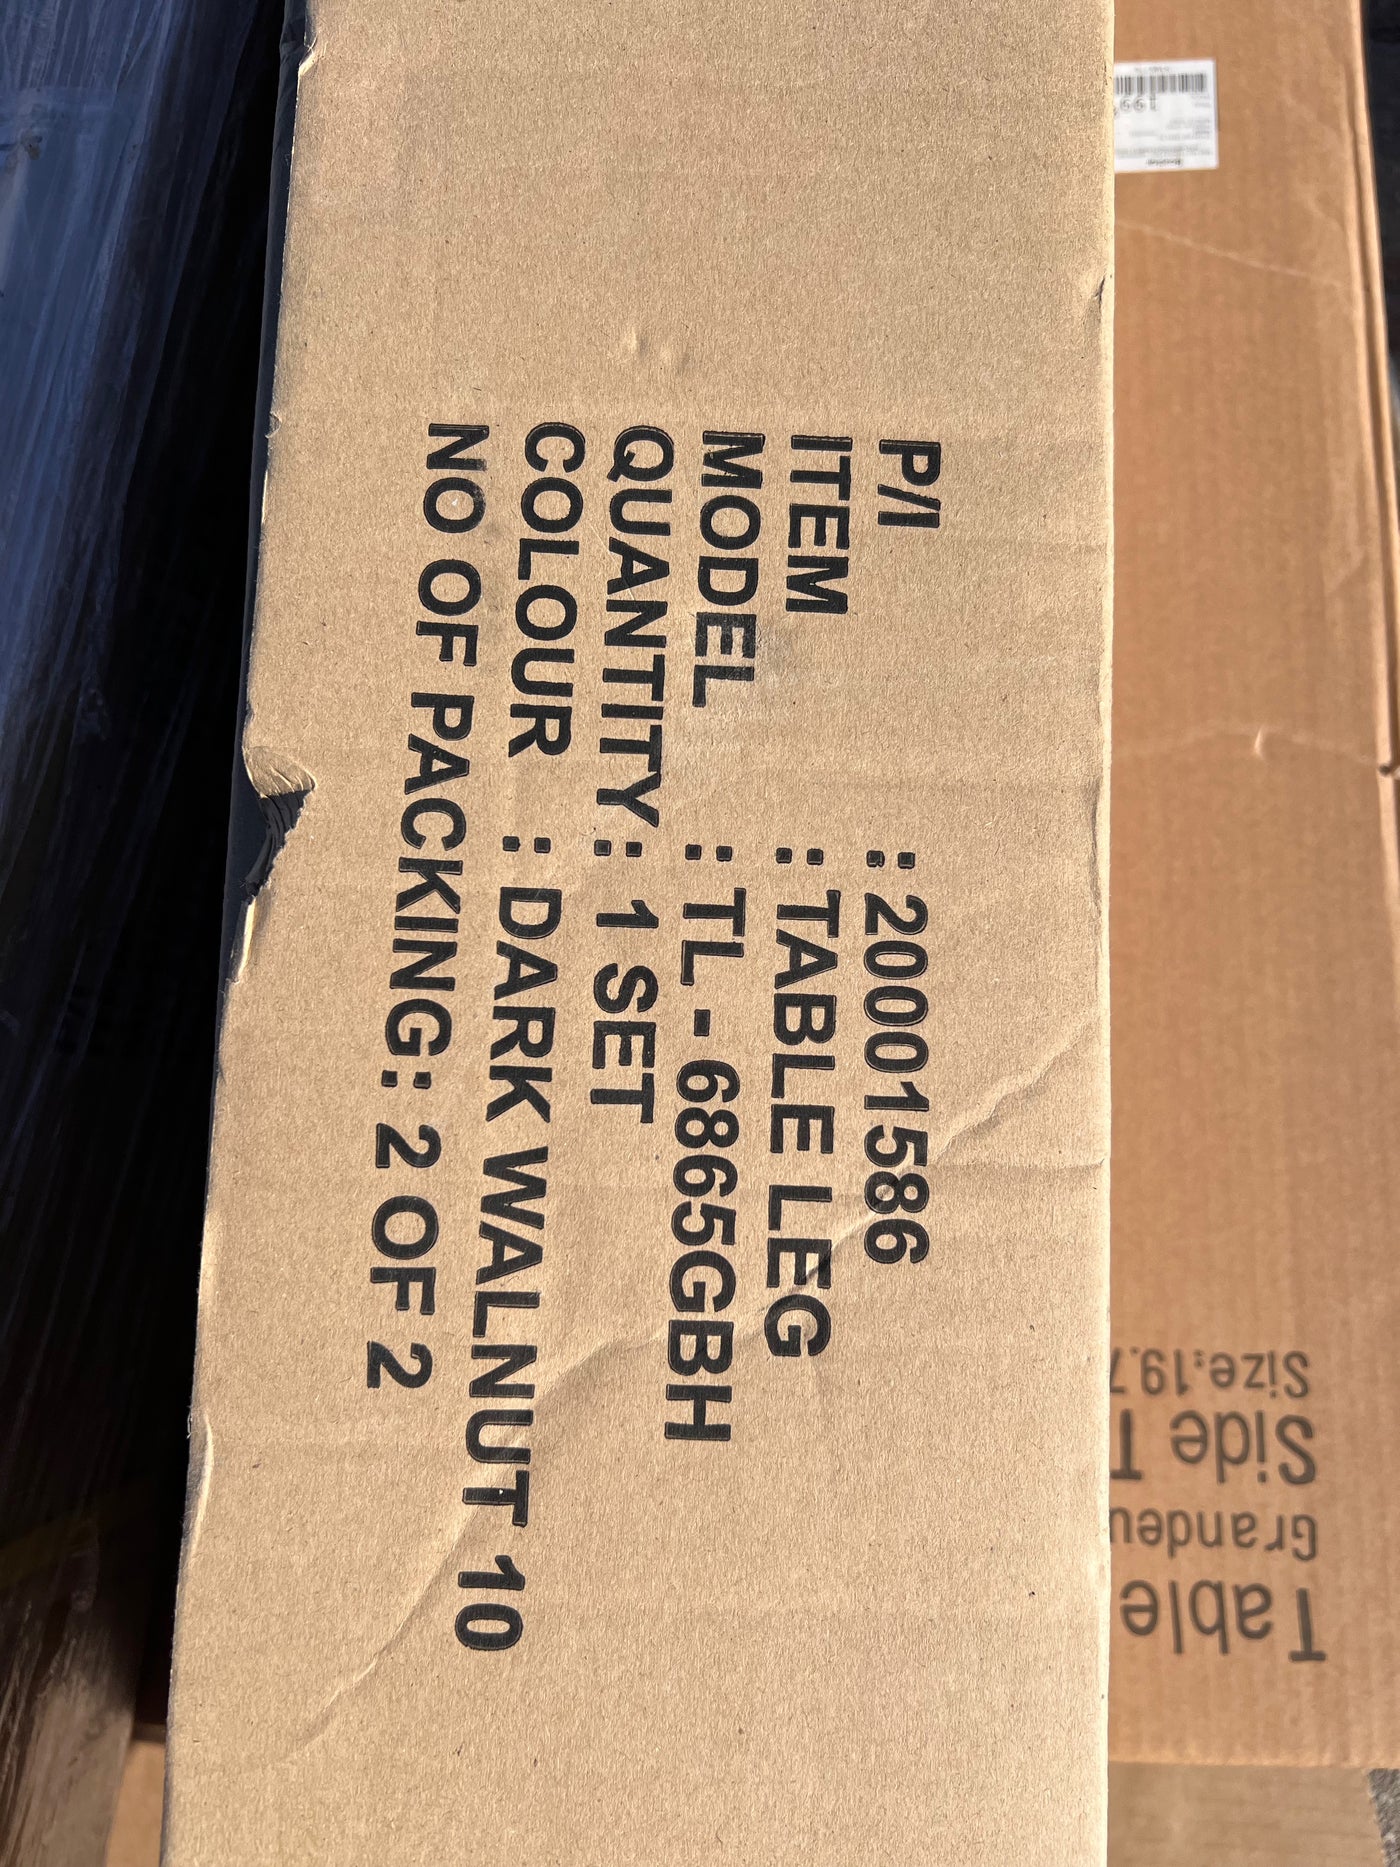 P/I : 20001586
ITEM : TABLE LEG
MODEL : TL - 6865GBH
QUANTITY : 1 SET
COLOUR : DARK WALNUT 10
NO OF PACKING : 2 OF 2
Table
Side T
Size:19.7